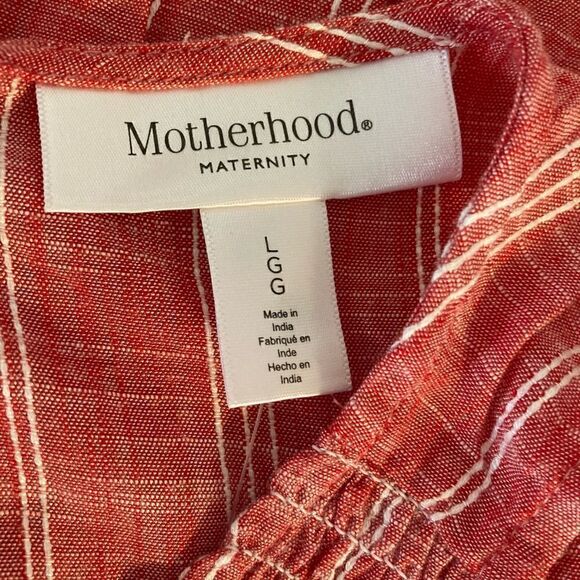 Motherhood®
MATERNITY
L
G
G
Made in
India
Fabriqué en
Inde
Hecho en
India